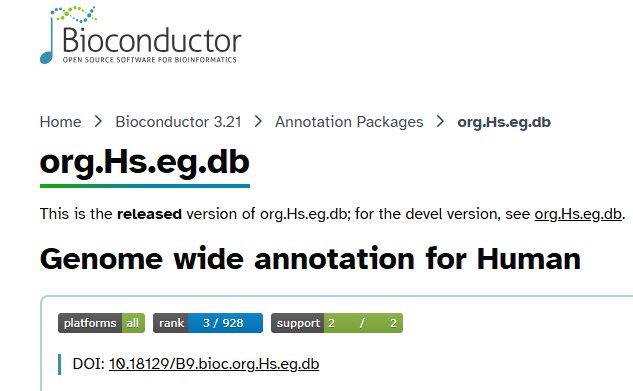 Bioconductor
OPEN SOURCE SOFTWARE FOR BIOINFORMATICS
Home > Bioconductor 3.21 > Annotation Packages > org.Hs.eg.db
org.Hs.eg.db
This is the released version of org.Hs.eg.db; for the devel version, see org.Hs.eg.db.
Genome wide annotation for Human
platforms all rank 3 / 928 support 2 / 2
DOI: 10.18129/B9.bioc.org.Hs.eg.db